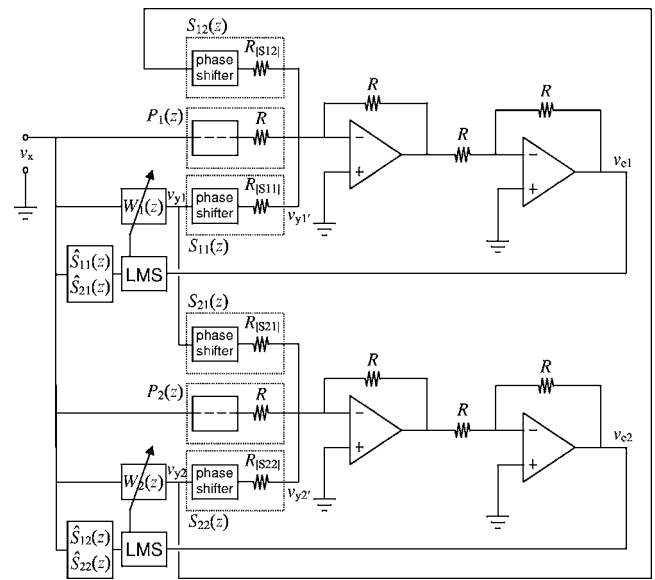 S12(z)
R|S12|
phase
shifter
P1(z)
R
R
R
R
vx
−
+
−
+
ve1
W1(z)
vy1
phase
shifter
R|S11|
vy1′
S11(z)
Ŝ11(z)
Ŝ21(z)
LMS
S21(z)
phase
shifter
R|S21|
P2(z)
R
R
R
R
−
+
−
+
ve2
W2(z)
vy2
phase
shifter
R|S22|
vy2′
S22(z)
Ŝ12(z)
Ŝ22(z)
LMS